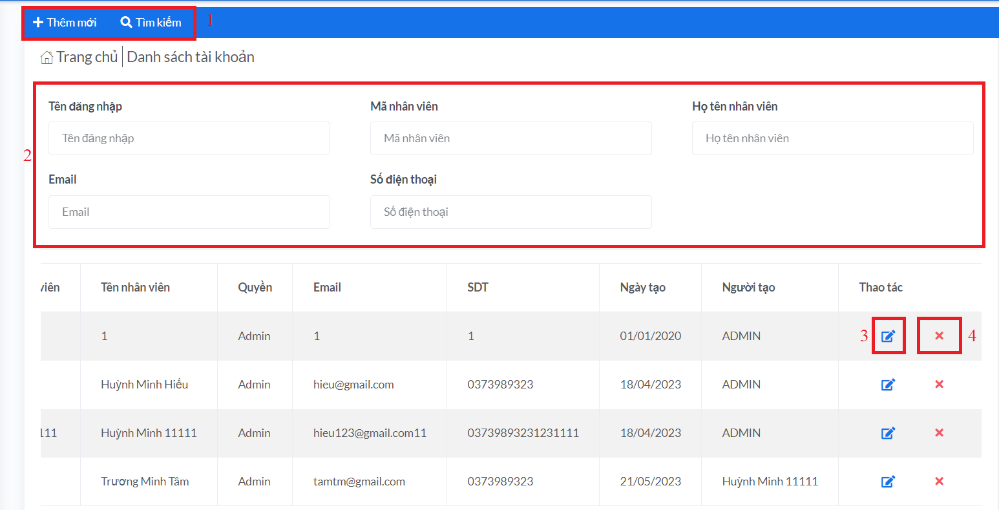 Thêm mới Tìm kiếm 1
Trang chủ Danh sách tài khoản
Tên đăng nhập Mã nhân viên Họ tên nhân viên
Tên đăng nhập Mã nhân viên Họ tên nhân viên
2
Email Số điện thoại
Email Số điện thoại
viên Tên nhân viên Quyền Email SDT Ngày tạo Người tạo Thao tác
1 Admin 1 1 01/01/2020 ADMIN 3 4
Huỳnh Minh Hiếu Admin hieu@gmail.com 0373989323 18/04/2023 ADMIN
111 Huỳnh Minh 11111 Admin hieu123@gmail.com11 03739893231231111 18/04/2023 ADMIN
Trương Minh Tâm Admin tamtm@gmail.com 0373989323 21/05/2023 Huỳnh Minh 11111